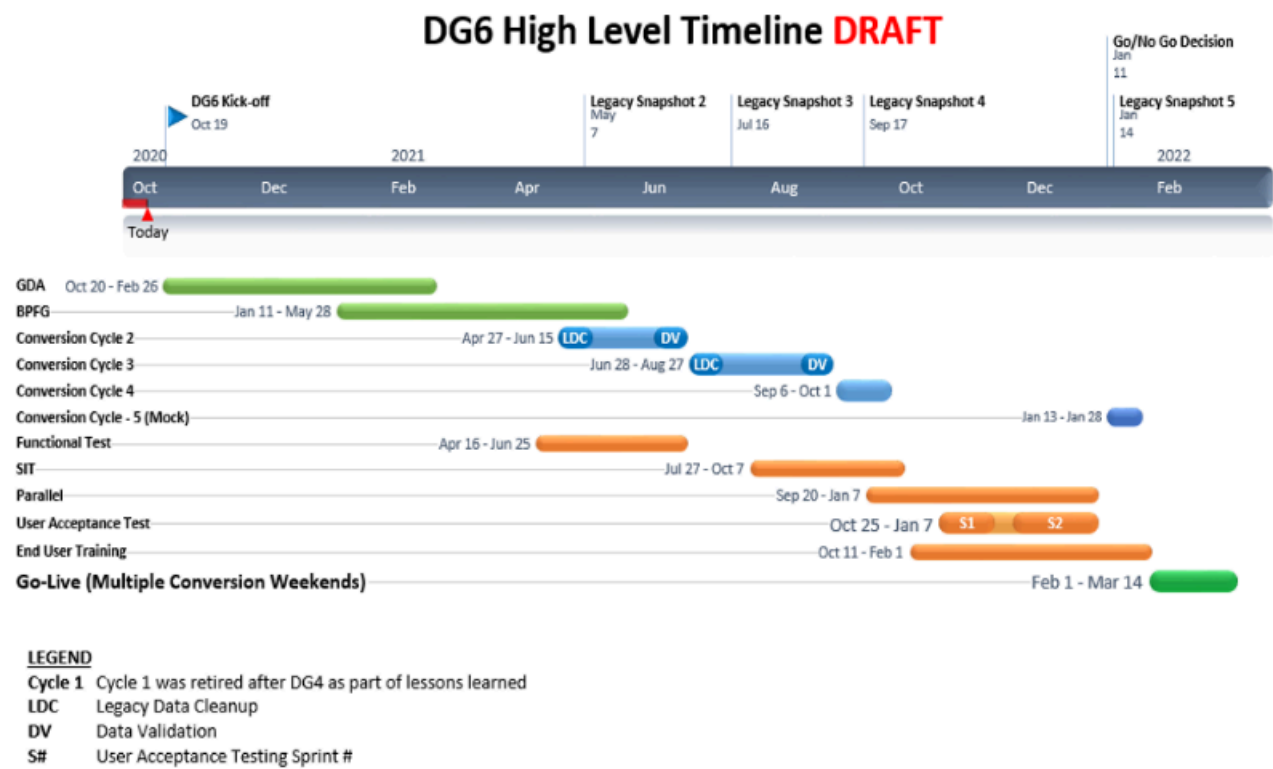 DG6 High Level Timeline DRAFT
Go/No Go Decision
Jan
11
DG6 Kick-off
Oct 19
Legacy Snapshot 2
May
7
Legacy Snapshot 3
Jul 16
Legacy Snapshot 4
Sep 17
Legacy Snapshot 5
Jan
14
2020 2021 2022
Oct Dec Feb Apr Jun Aug Oct Dec Feb
Today
GDA Oct 20 - Feb 26
BPFG Jan 11 - May 28
Conversion Cycle 2 Apr 27 - Jun 15 LDC DV
Conversion Cycle 3 Jun 28 - Aug 27 LDC DV
Conversion Cycle 4 Sep 6 - Oct 1
Conversion Cycle - 5 (Mock) Jan 13 - Jan 28
Functional Test Apr 16 - Jun 25
SIT Jul 27 - Oct 7
Parallel Sep 20 - Jan 7
User Acceptance Test Oct 25 - Jan 7 S1 S2
End User Training Oct 11 - Feb 1
Go-Live (Multiple Conversion Weekends) Feb 1 - Mar 14
LEGEND
Cycle 1 Cycle 1 was retired after DG4 as part of lessons learned
LDC Legacy Data Cleanup
DV Data Validation
S# User Acceptance Testing Sprint #